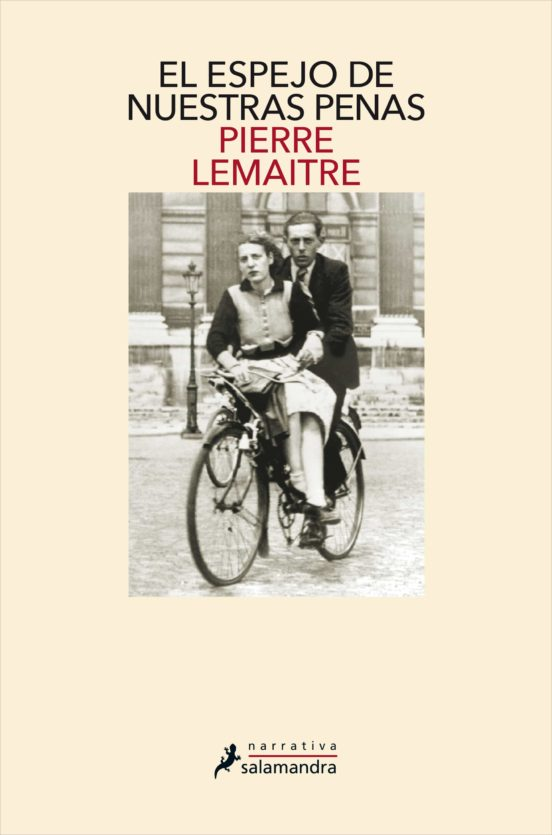 EL ESPEJO DE
NUESTRAS PENAS
PIERRE
LEMAITRE
narrativa
salamandra